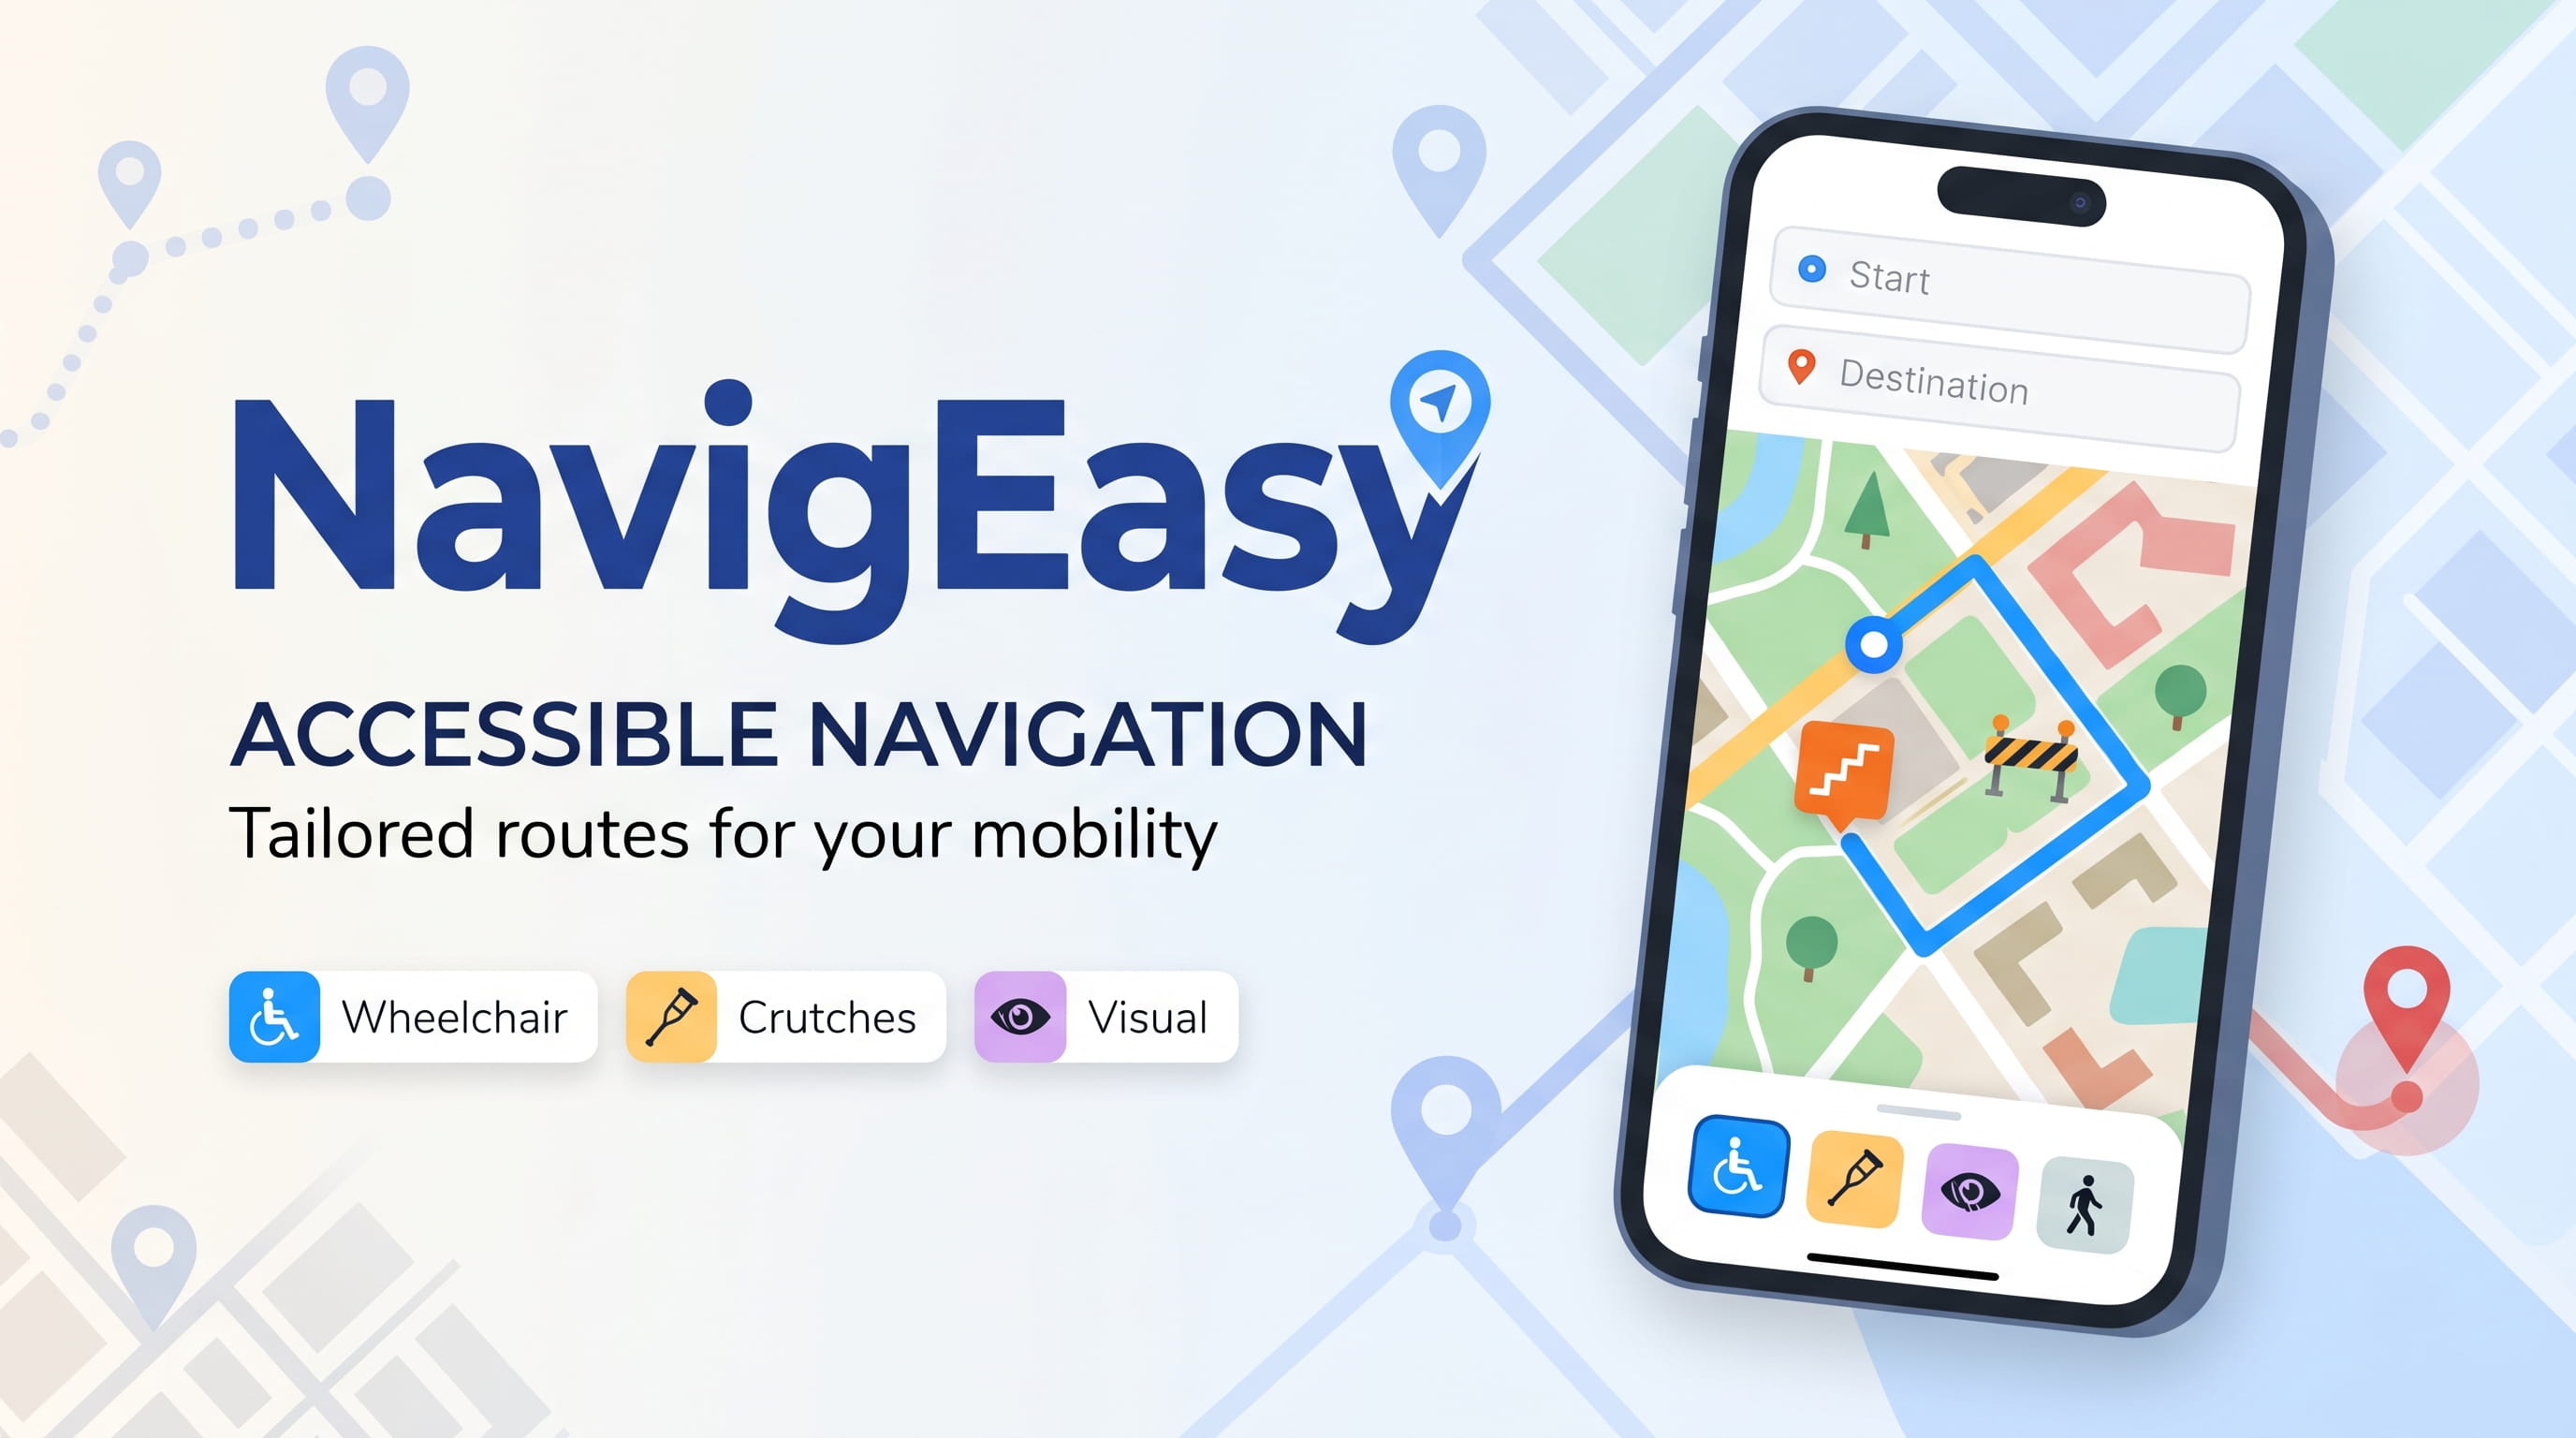 NavigEasy
ACCESSIBLE NAVIGATION
Tailored routes for your mobility
Wheelchair
Crutches
Visual
Start
Destination